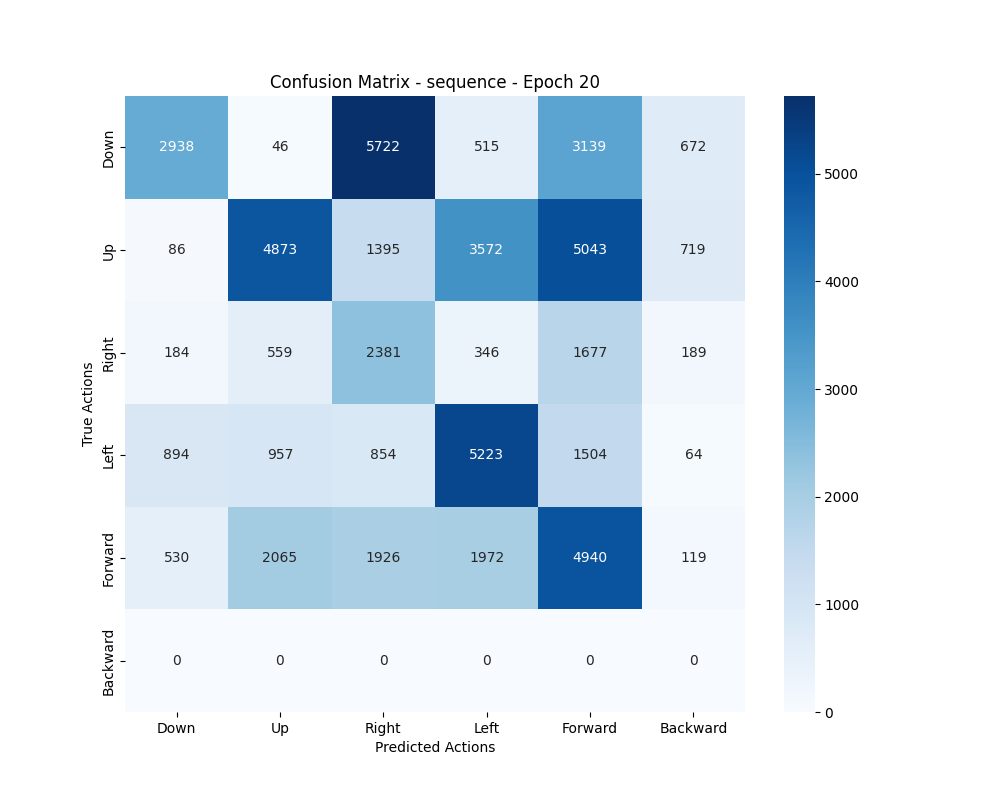 Confusion Matrix - sequence - Epoch 20
True Actions
Down 2938 46 5722 515 3139 672
Up 86 4873 1395 3572 5043 719
Right 184 559 2381 346 1677 189
Left 894 957 854 5223 1504 64
Forward 530 2065 1926 1972 4940 119
Backward 0 0 0 0 0 0
Down Up Right Left Forward Backward
Predicted Actions
5000
4000
3000
2000
1000
0